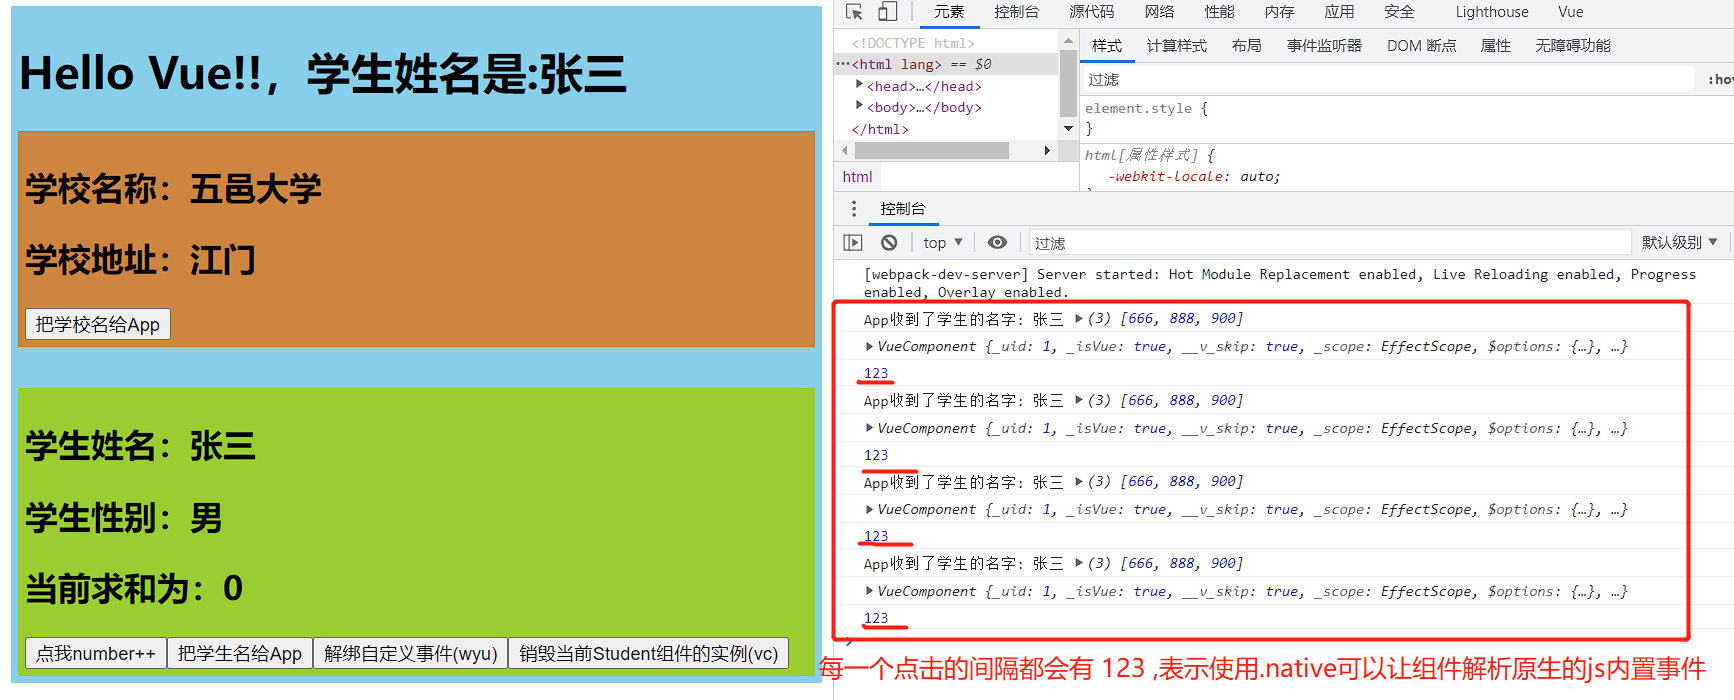 Hello Vue!!，学生姓名是:张三
学校名称：五邑大学
学校地址：江门
把学校名给App
学生姓名：张三
学生性别：男
当前求和为：0
点我number++ 把学生名给App 解绑自定义事件(wyu) 销毁当前Student组件的实例(vc)
元素 控制台 源代码 网络 性能 内存 应用 安全 Lighthouse Vue
<!DOCTYPE html>
···<html lang> == $0
▶<head>…</head>
▶<body>…</body>
</html>
html
样式 计算样式 布局 事件监听器 DOM 断点 属性 无障碍功能
过滤 :hov
element.style {
}
html[属性样式] {
-webkit-locale: auto;
}
控制台
top ▼ 过滤 默认级别 ▼
[webpack-dev-server] Server started: Hot Module Replacement enabled, Live Reloading enabled, Progress
enabled, Overlay enabled.
App收到了学生的名字: 张三 ▶(3) [666, 888, 900]
▶VueComponent {_uid: 1, _isVue: true, __v_skip: true, _scope: EffectScope, $options: {…}, …}
123
App收到了学生的名字: 张三 ▶(3) [666, 888, 900]
▶VueComponent {_uid: 1, _isVue: true, __v_skip: true, _scope: EffectScope, $options: {…}, …}
123
App收到了学生的名字: 张三 ▶(3) [666, 888, 900]
▶VueComponent {_uid: 1, _isVue: true, __v_skip: true, _scope: EffectScope, $options: {…}, …}
123
App收到了学生的名字: 张三 ▶(3) [666, 888, 900]
▶VueComponent {_uid: 1, _isVue: true, __v_skip: true, _scope: EffectScope, $options: {…}, …}
123
每一个点击的间隔都会有 123 ,表示使用.native可以让组件解析原生的js内置事件